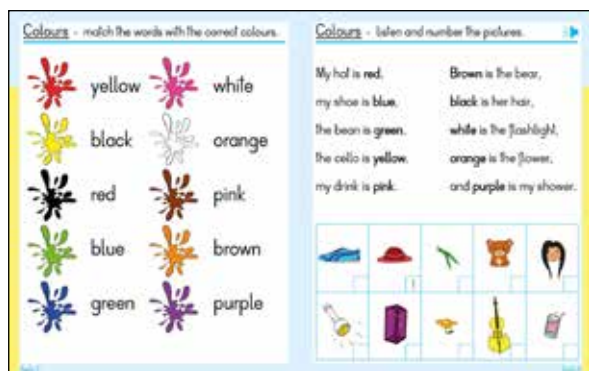 Colours - match the words with the correct colours.
yellow white
black orange
red pink
blue brown
green purple
Colours - listen and number the pictures.
My hat is red,
my shoe is blue,
the bean is green,
the cello is yellow,
my drink is pink.
Brown is the bear,
black is her hair,
white is the flashlight,
orange is the flower,
and purple is my shower.
1